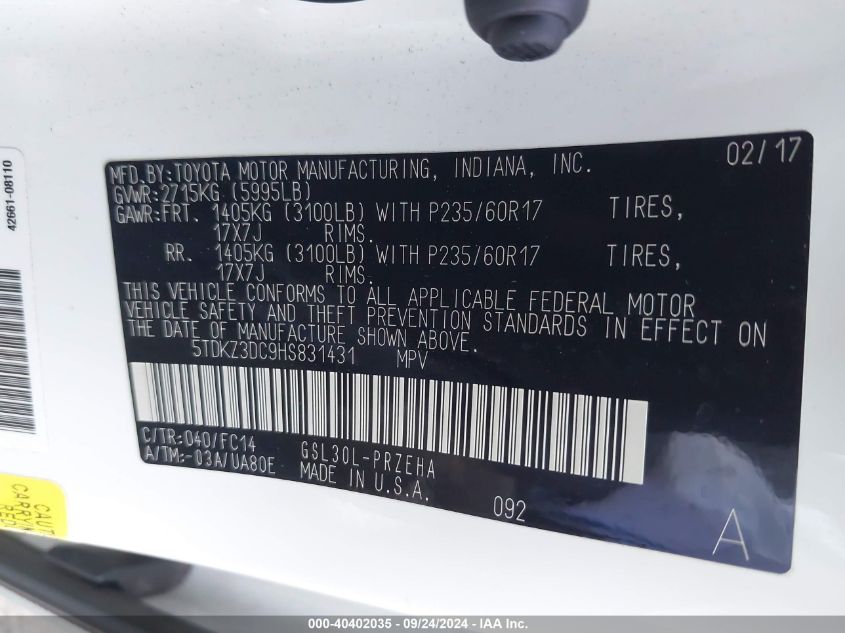 MFD.BY:TOYOTA MOTOR MANUFACTURING, INDIANA, INC. 02/17
GVWR:2715KG (5995LB)
GAWR:FRT. 1405KG (3100LB) WITH P235/60R17 TIRES,
17X7J RIMS.
RR. 1405KG (3100LB) WITH P235/60R17 TIRES,
17X7J RIMS.
THIS VEHICLE CONFORMS TO ALL APPLICABLE FEDERAL MOTOR
VEHICLE SAFETY AND THEFT PREVENTION STANDARDS IN EFFECT ON
THE DATE OF MANUFACTURE SHOWN ABOVE.
5TDKZ3DC9HS831431 MPV
C/TR:040/FC14 GSL30L-PRZEHA
A/TM:-03A/UA80E MADE IN U.S.A.
092
A
42661-08110
000-40402035 - 09/24/2024 - IAA Inc.